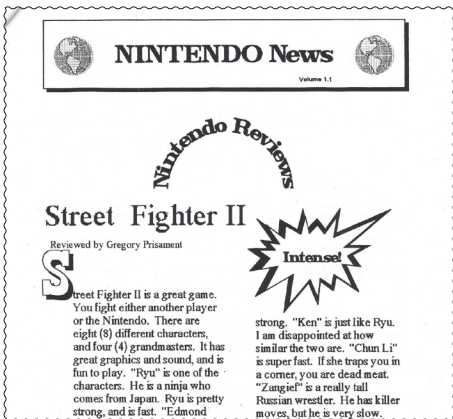 NINTENDO News
Volume 1.1
Nintendo Reviews
Street Fighter II
Reviewed by Gregory Prisament
Intense!
Street Fighter II is a great game.
You fight either another player
or the Nintendo. There are
eight (8) different characters,
and four (4) grandmasters. It has
great graphics and sound, and is
fun to play. "Ryu" is one of the
characters. He is a ninja who
comes from Japan. Ryu is pretty
strong, and is fast. "Edmond
strong. "Ken" is just like Ryu.
I am disappointed at how
similar the two are. "Chun Li"
is super fast. If she traps you in
a corner, you are dead meat.
"Zangief" is a really tall
Russian wrestler. He has killer
moves, but he is very slow.